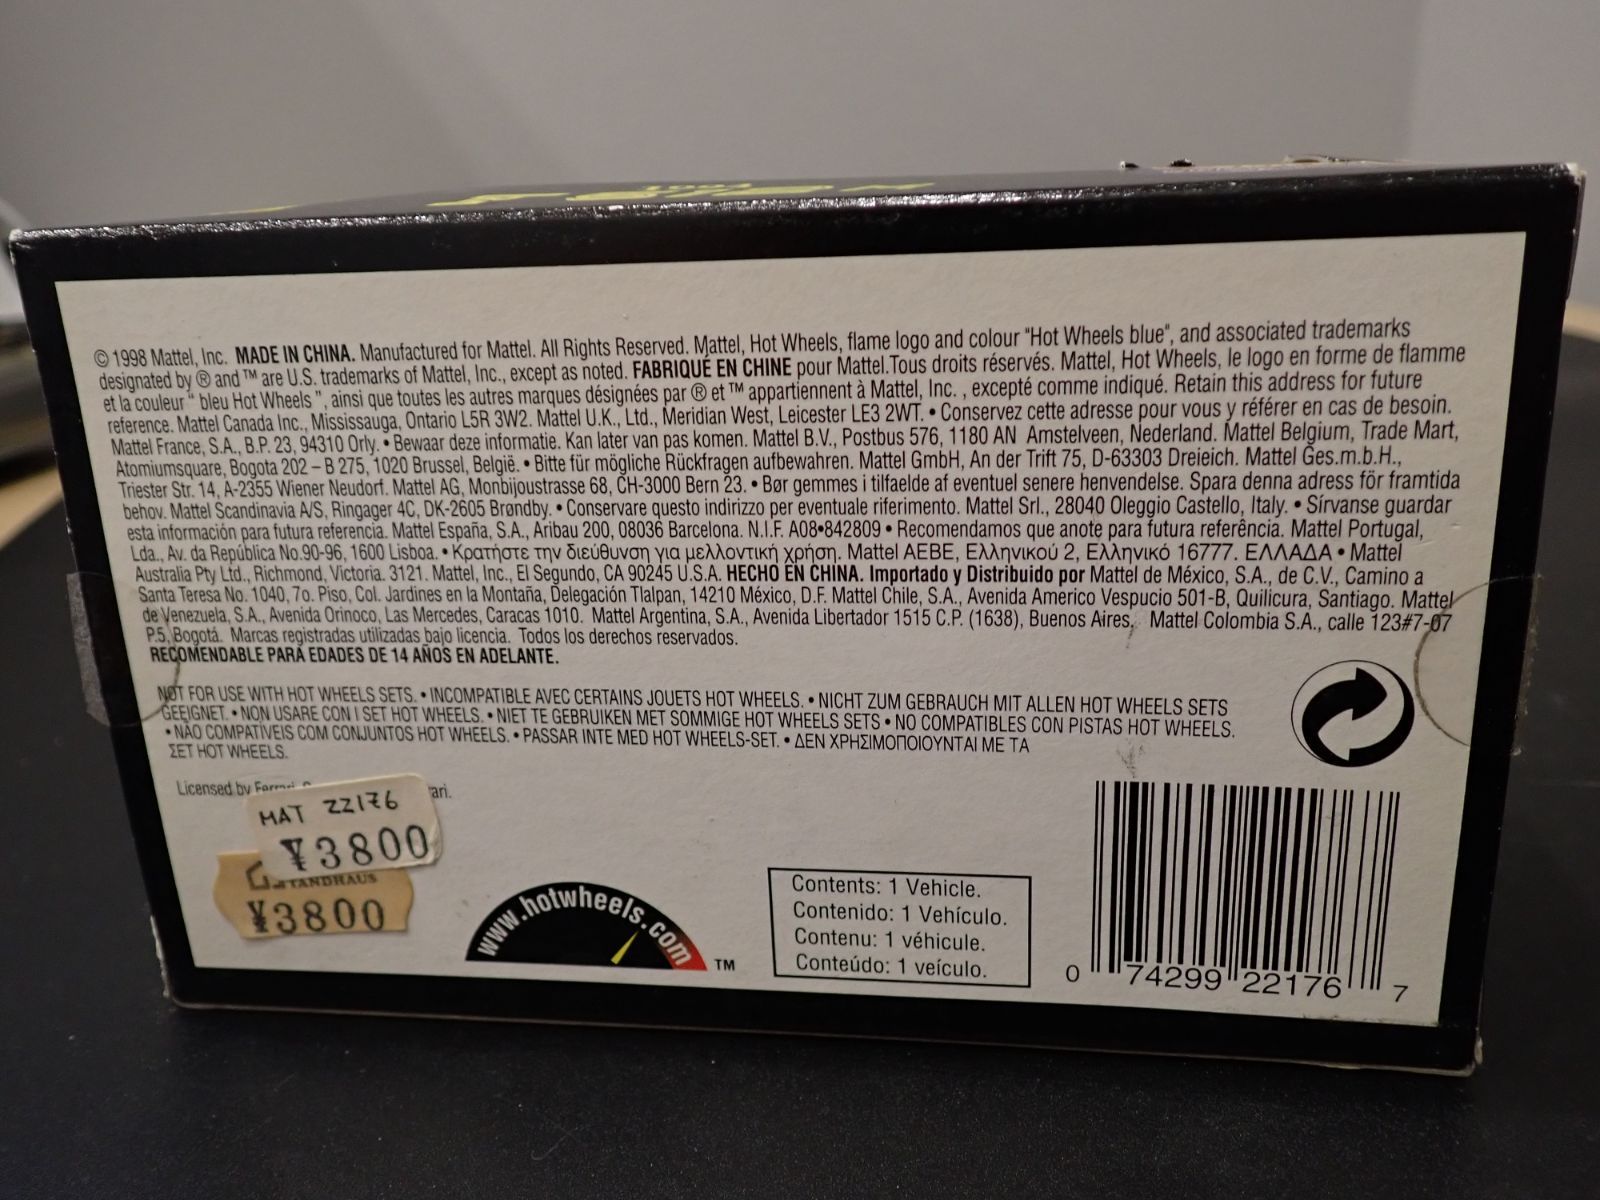 © 1998 Mattel, Inc. MADE IN CHINA. Manufactured for Mattel. All Rights Reserved. Mattel, Hot Wheels, flame logo and colour "Hot Wheels blue", and associated trademarks
designated by ® and ™ are U.S. trademarks of Mattel, Inc., except as noted. FABRIQUÉ EN CHINE pour Mattel.Tous droits réservés. Mattel, Hot Wheels, le logo en forme de flamme
et la couleur " bleu Hot Wheels ", ainsi que toutes les autres marques désignées par ® et ™ appartiennent à Mattel, Inc. , excepté comme indiqué. Retain this address for future
reference. Mattel Canada Inc., Mississauga, Ontario L5R 3W2. Mattel U.K., Ltd., Meridian West, Leicester LE3 2WT. • Conservez cette adresse pour vous y référer en cas de besoin.
Mattel France, S.A., B.P. 23, 94310 Orly. • Bewaar deze informatie. Kan later van pas komen. Mattel B.V., Postbus 576, 1180 AN Amstelveen, Nederland. Mattel Belgium, Trade Mart,
Atomiumsquare, Bogota 202 – B 275, 1020 Brussel, België. • Bitte für mögliche Rückfragen aufbewahren. Mattel GmbH, An der Trift 75, D-63303 Dreieich. Mattel Ges.m.b.H.,
Triester Str. 14, A-2355 Wiener Neudorf. Mattel AG, Monbijoustrasse 68, CH-3000 Bern 23. • Bør gemmes i tilfaelde af eventuel senere henvendelse. Spara denna adress för framtida
behov. Mattel Scandinavia A/S, Ringager 4C, DK-2605 Brøndby. • Conservare questo indirizzo per eventuale riferimento. Mattel Srl., 28040 Oleggio Castello, Italy. • Sírvanse guardar
esta información para futura referencia. Mattel España, S.A., Aribau 200, 08036 Barcelona. N.I.F. A08•842809 • Recomendamos que anote para futura referência. Mattel Portugal,
Lda., Av. da República No.90-96, 1600 Lisboa. • Κρατήστε την διεύθυνση για μελλοντική χρήση. Mattel AEBE, Ελληνικού 2, Ελληνικό 16777. ΕΛΛΑΔΑ • Mattel
Australia Pty Ltd., Richmond, Victoria. 3121. Mattel, Inc., El Segundo, CA 90245 U.S.A. HECHO EN CHINA. Importado y Distribuido por Mattel de México, S.A., de C.V., Camino a
Santa Teresa No. 1040, 7o. Piso, Col. Jardines en la Montaña, Delegación Tlalpan, 14210 México, D.F. Mattel Chile, S.A., Avenida Americo Vespucio 501-B, Quilicura, Santiago. Mattel
de Venezuela, S.A., Avenida Orinoco, Las Mercedes, Caracas 1010. Mattel Argentina, S.A., Avenida Libertador 1515 C.P. (1638), Buenos Aires. Mattel Colombia S.A., calle 123#7-07
P.5, Bogotá. Marcas registradas utilizadas bajo licencia. Todos los derechos reservados.
RECOMENDABLE PARA EDADES DE 14 AÑOS EN ADELANTE.
NOT FOR USE WITH HOT WHEELS SETS. • INCOMPATIBLE AVEC CERTAINS JOUETS HOT WHEELS. • NICHT ZUM GEBRAUCH MIT ALLEN HOT WHEELS SETS
GEEIGNET. • NON USARE CON I SET HOT WHEELS. • NIET TE GEBRUIKEN MET SOMMIGE HOT WHEELS SETS • NO COMPATIBLES CON PISTAS HOT WHEELS.
• NÃO COMPATÍVEIS COM CONJUNTOS HOT WHEELS. • PASSAR INTE MED HOT WHEELS-SET. • ΔΕΝ ΧΡΗΣΙΜΟΠΟΙΟΥΝΤΑΙ ΜΕ ΤΑ
ΣΕΤ HOT WHEELS.
Licensed by
MAT 22176
¥3800
¥3800
www.hotwheels.com ™
Contents: 1 Vehicle.
Contenido: 1 Vehículo.
Contenu: 1 véhicule.
Conteúdo: 1 veículo.
0 74299 22176 7